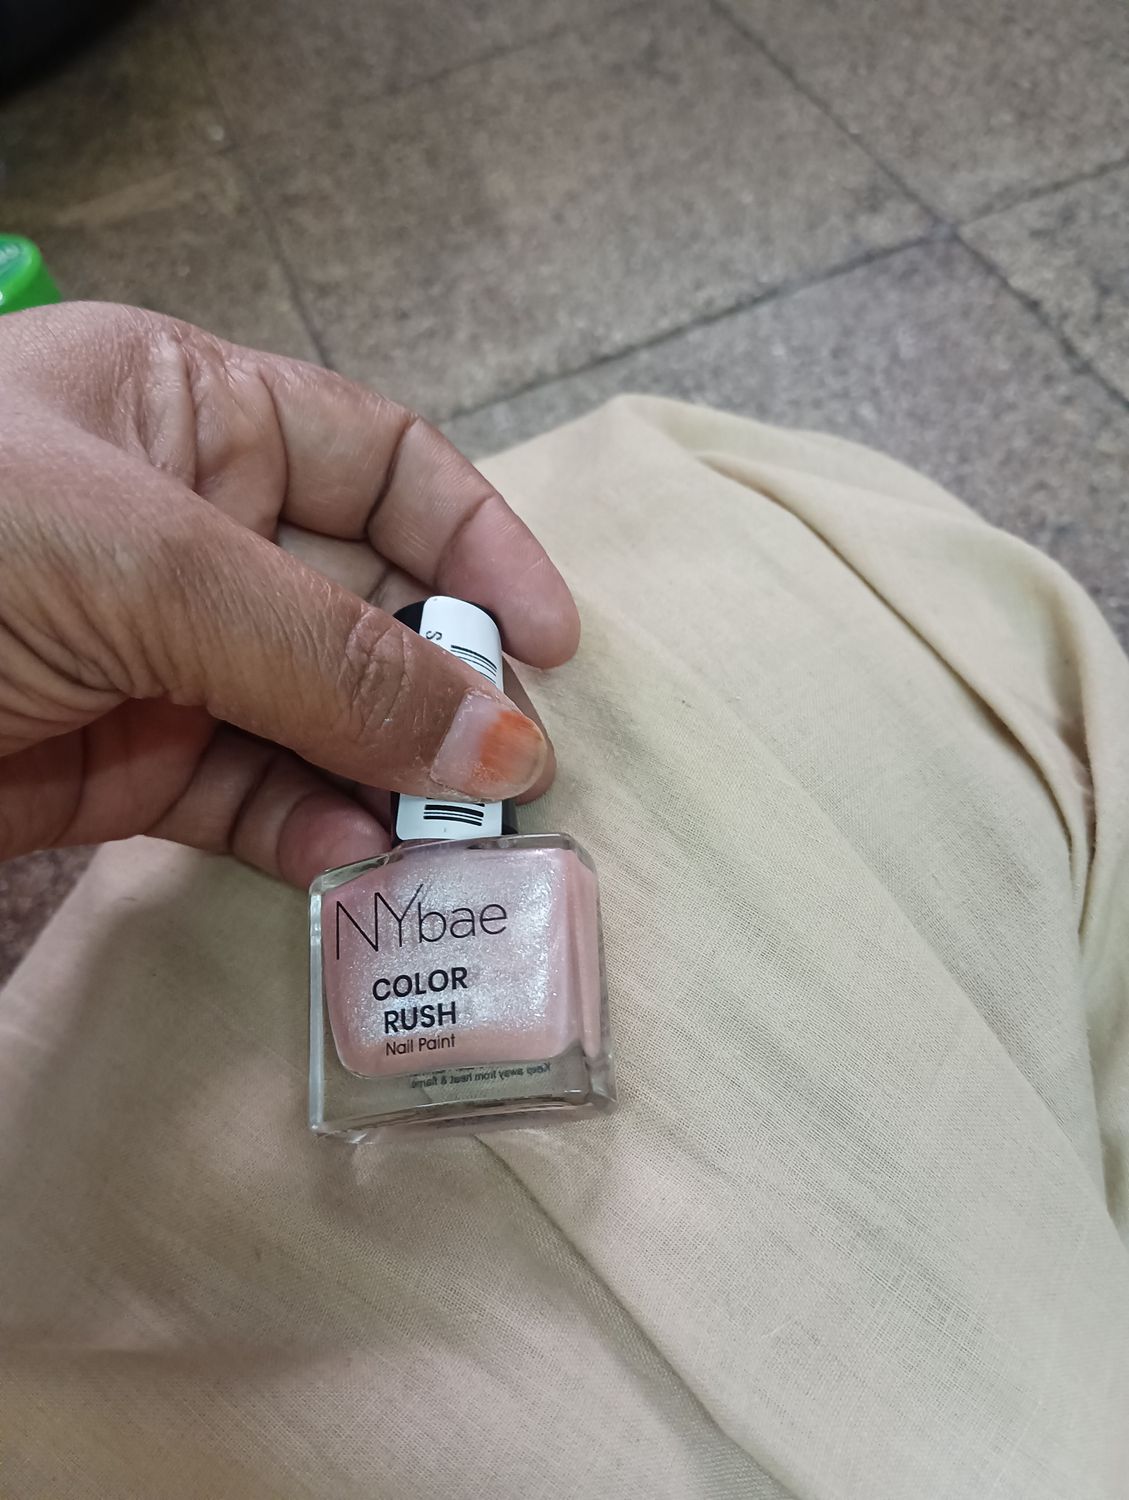 S
NYbae
COLOR
RUSH
Nail Paint
Keep away from heat & flame